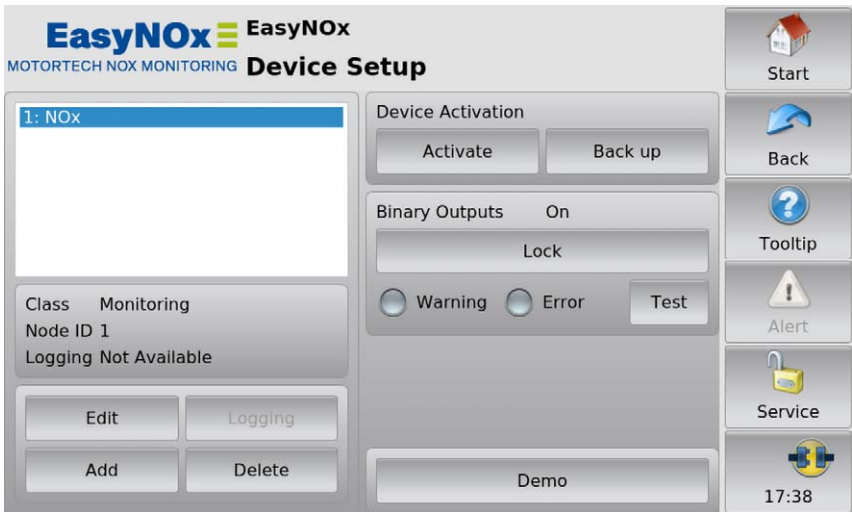 EasyNOx
MOTORTECH NOX MONITORING
EasyNOx
Device Setup
1: NOx
Class Monitoring
Node ID 1
Logging Not Available
Edit Logging
Add Delete
Device Activation
Activate Back up
Binary Outputs On
Lock
Warning Error Test
Demo
Start
Back
Tooltip
Alert
Service
17:38